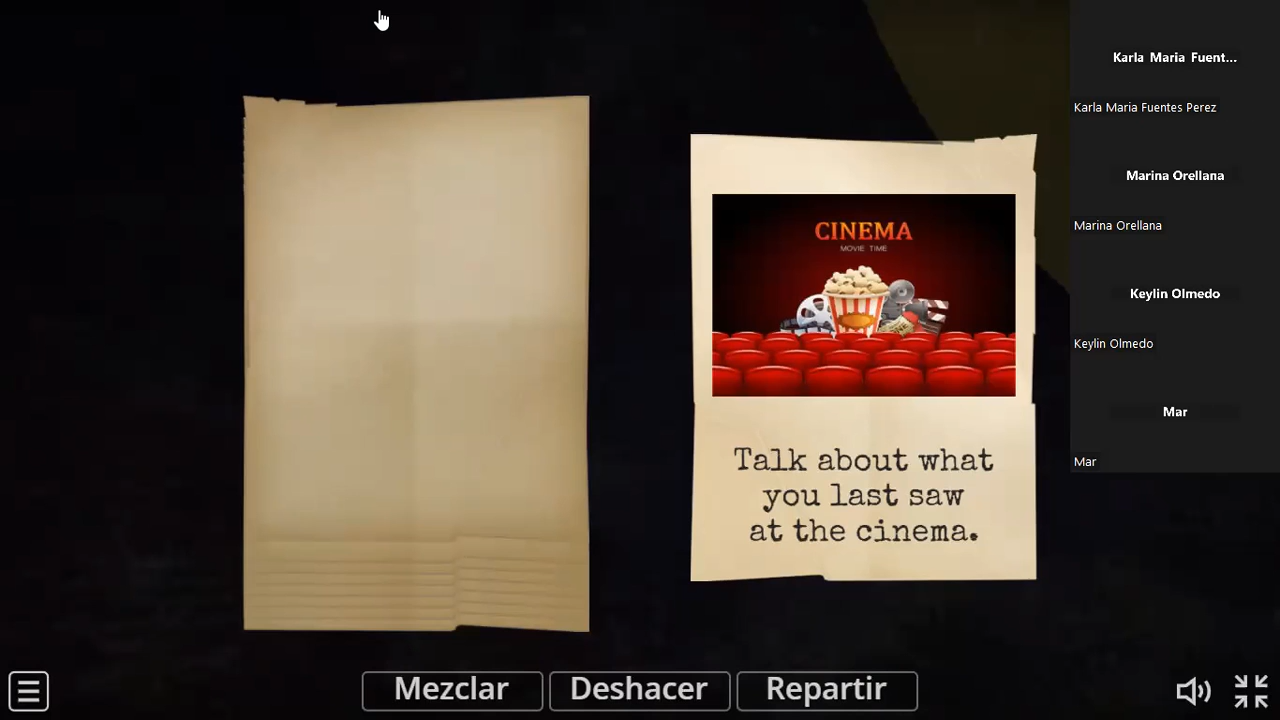 CINEMA
MOVIE TIME
Talk about what
you last saw
at the cinema.
Karla Maria Fuent...
Karla Maria Fuentes Perez
Marina Orellana
Marina Orellana
Keylin Olmedo
Keylin Olmedo
Mar
Mar
Mezclar
Deshacer
Repartir